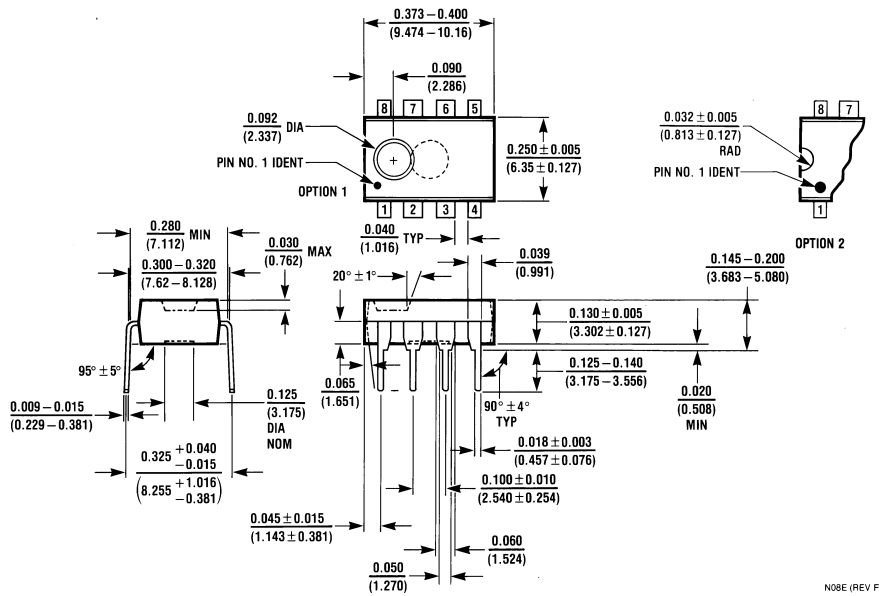 0.373 – 0.400
(9.474 – 10.16)
0.090
(2.286)
8 7 6 5
0.092
(2.337)
DIA
PIN NO. 1 IDENT
OPTION 1
1 2 3 4
0.250 ± 0.005
(6.35 ± 0.127)
0.032 ± 0.005
(0.813 ± 0.127)
RAD
PIN NO. 1 IDENT
8 7
1
OPTION 2
0.280
(7.112)
MIN
0.300 – 0.320
(7.62 – 8.128)
0.030
(0.762)
MAX
0.040
(1.016)
TYP
20° ± 1°
0.039
(0.991)
0.145 – 0.200
(3.683 – 5.080)
0.130 ± 0.005
(3.302 ± 0.127)
95° ± 5°
0.125
(3.175)
DIA
NOM
0.065
(1.651)
90° ± 4°
TYP
0.125 – 0.140
(3.175 – 3.556)
0.020
(0.508)
MIN
0.009 – 0.015
(0.229 – 0.381)
0.325 +0.040
−0.015
(8.255 +1.016
−0.381)
0.018 ± 0.003
(0.457 ± 0.076)
0.100 ± 0.010
(2.540 ± 0.254)
0.045 ± 0.015
(1.143 ± 0.381)
0.060
(1.524)
0.050
(1.270)
N08E (REV F